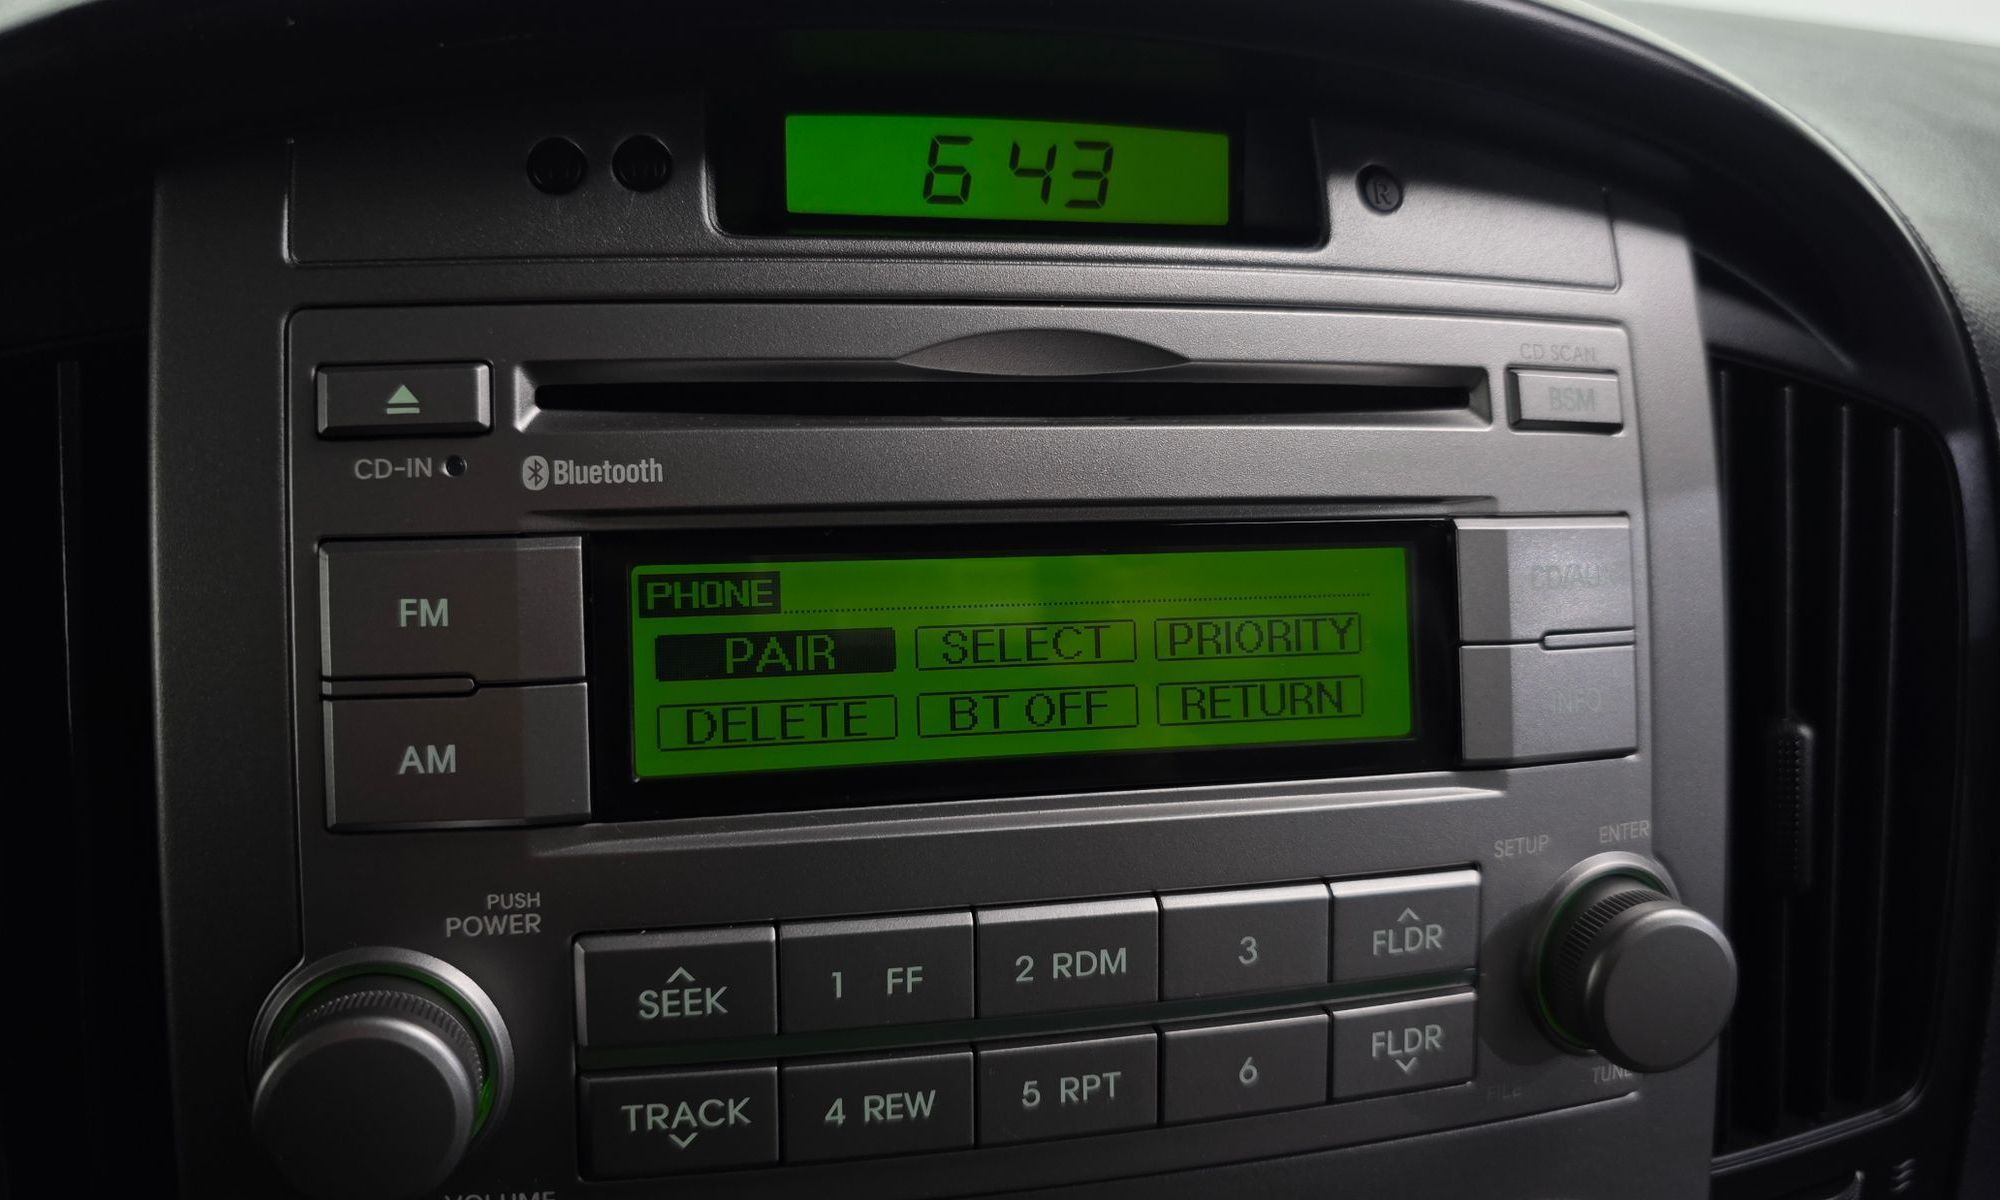 6 43
R
CD SCAN
BSM
CD-IN
Bluetooth
FM
PHONE
PAIR SELECT PRIORITY
DELETE BT OFF RETURN
AM
INFO
SETUP ENTER
PUSH
POWER
SEEK 1 FF 2 RDM 3 FLDR
TRACK 4 REW 5 RPT 6 FLDR
FILE TUNE
VOLUME